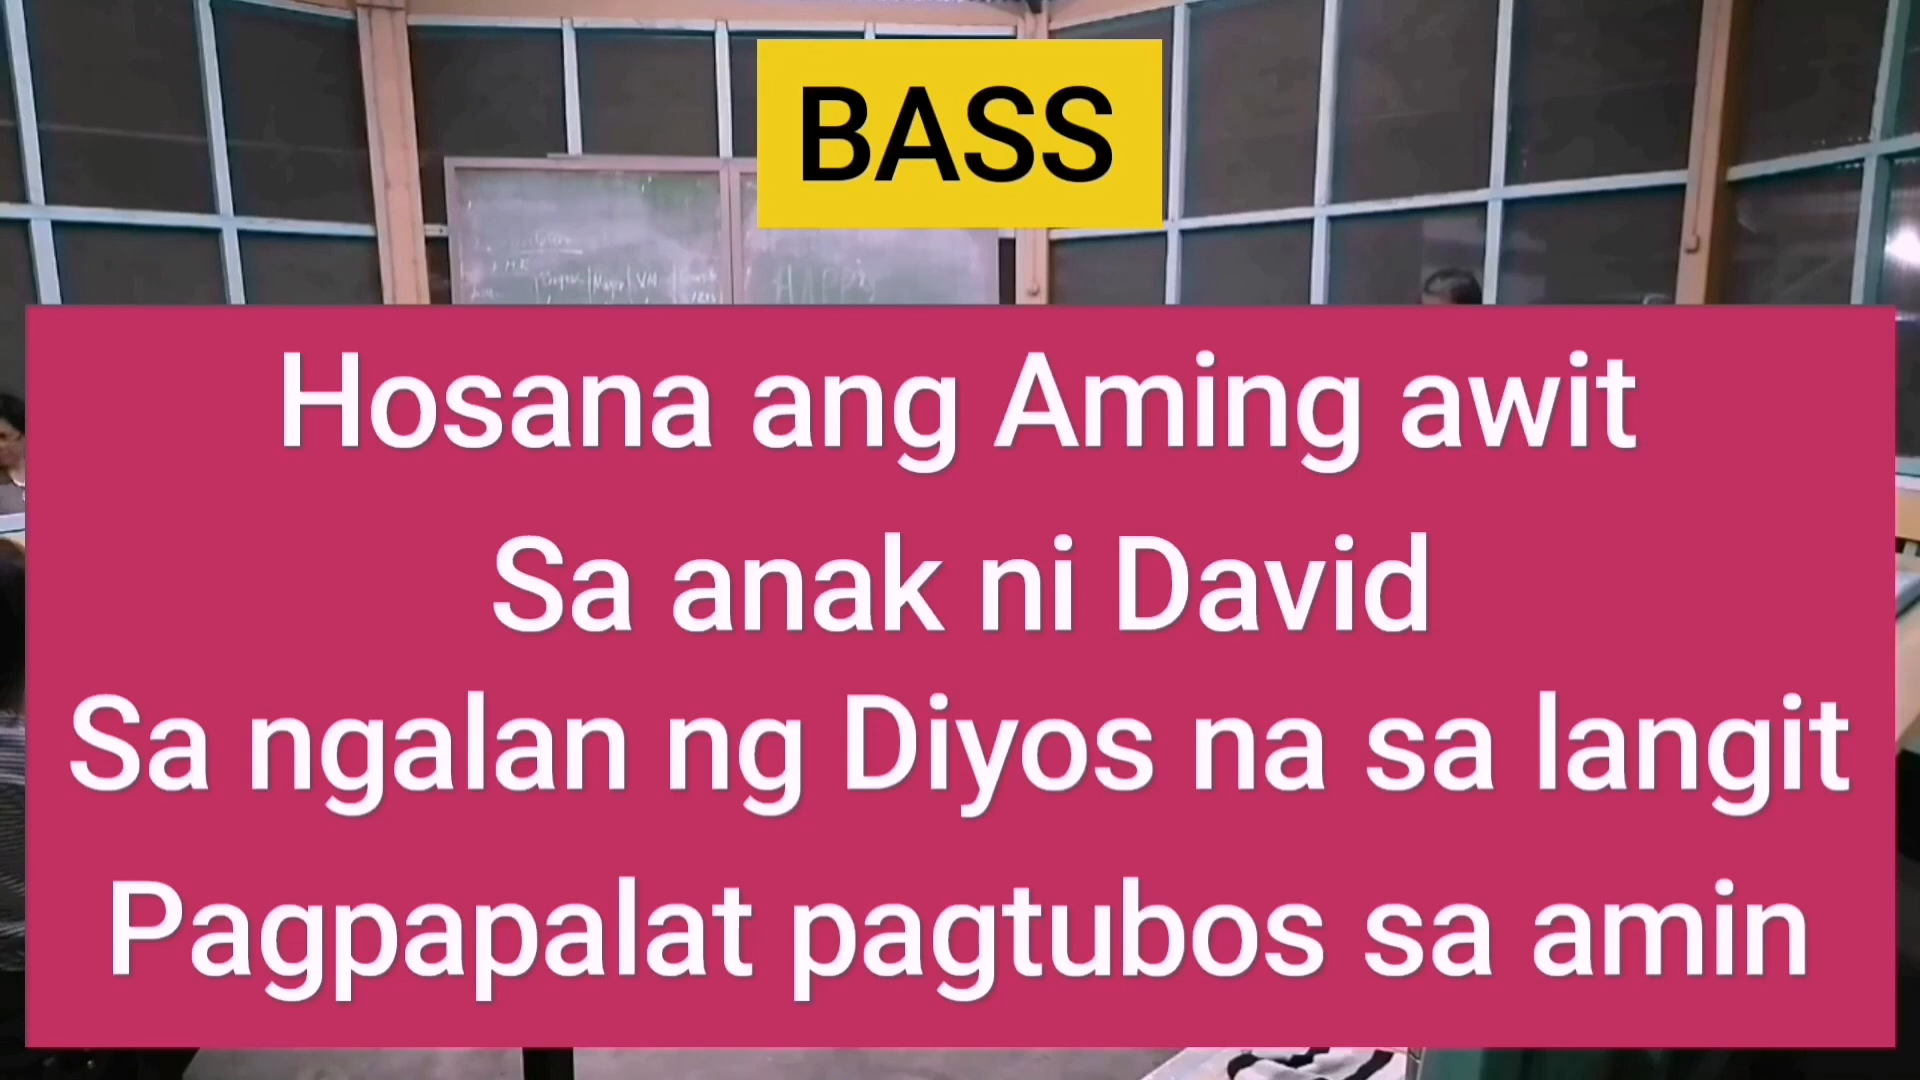 BASS
HAPPY
Hosana ang Aming awit
Sa anak ni David
Sa ngalan ng Diyos na sa langit
Pagpapalat pagtubos sa amin